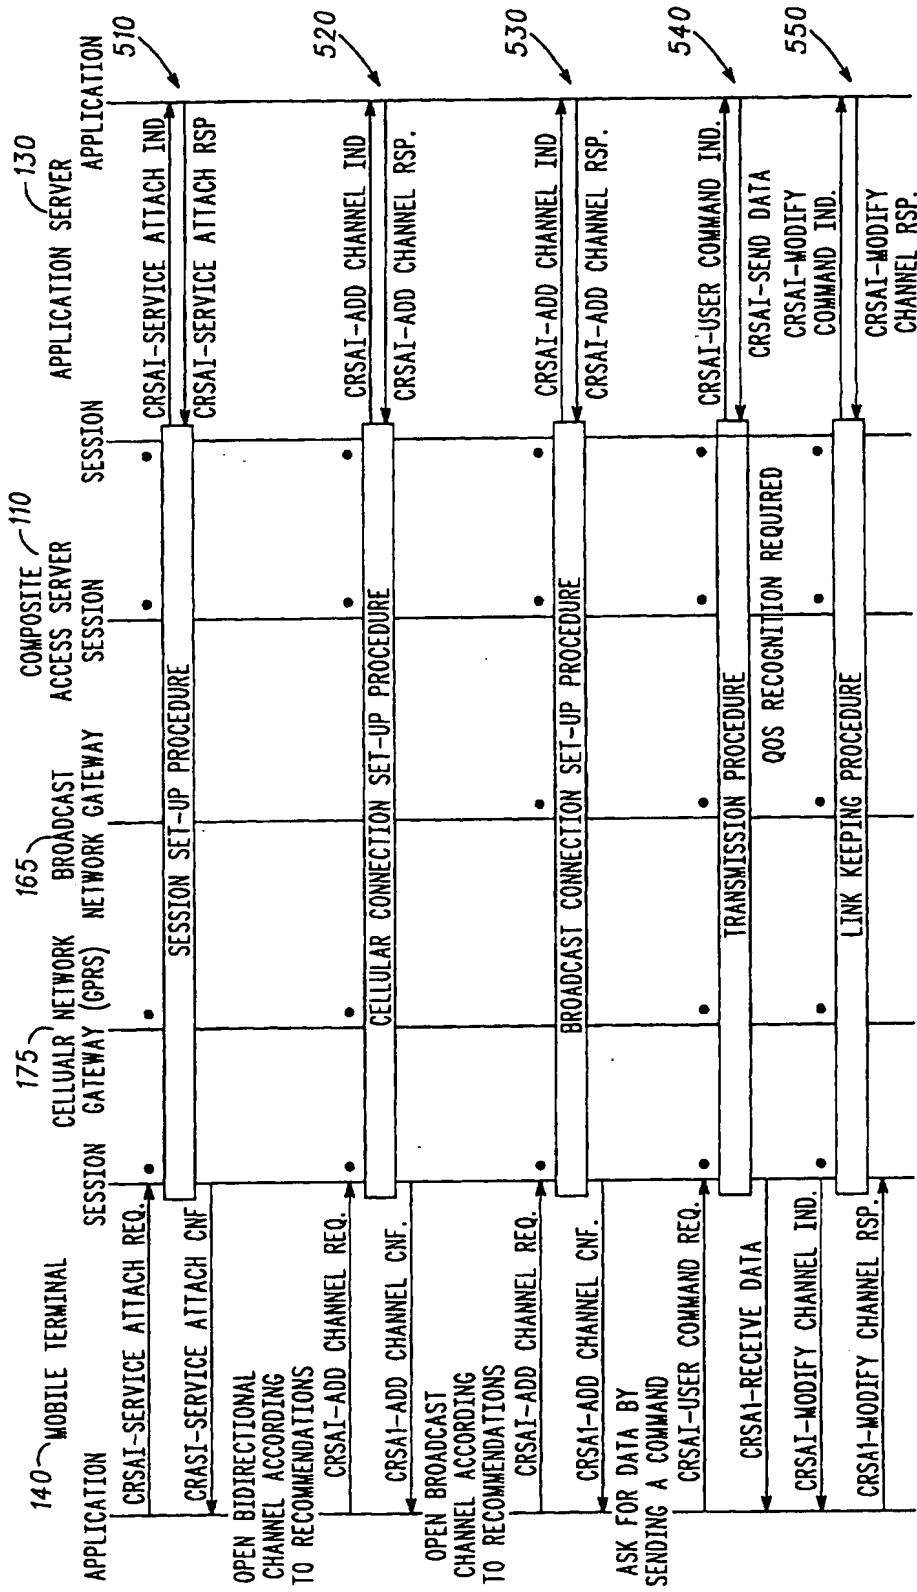 140 MOBILE TERMINAL
175
CELLUALR NETWORK
GATEWAY (GPRS)
165
BROADCAST
NETWORK GATEWAY
COMPOSITE 110
ACCESS SERVER
APPLICATION SERVER 130
APPLICATION
SESSION
SESSION
SESSION
APPLICATION
CRSAI-SERVICE ATTACH REQ.
SESSION SET-UP PROCEDURE
CRSAI-SERVICE ATTACH IND
CRSAI-SERVICE ATTACH RSP
510
CRASI-SERVICE ATTACH CNF
OPEN BIDIRECTIONAL
CHANNEL ACCORDING
TO RECOMMENDATIONS
CRSAI-ADD CHANNEL REQ.
CELLULAR CONNECTION SET-UP PROCEDURE
CRSAI-ADD CHANNEL IND
CRSAI-ADD CHANNEL RSP.
520
CRSA1-ADD CHANNEL CNF.
OPEN BROADCAST
CHANNEL ACCORDING
TO RECOMMENDATIONS
CRSAI-ADD CHANNEL REQ.
BROADCAST CONNECTION SET-UP PROCEDURE
CRSAI-ADD CHANNEL IND
CRSAI-ADD CHANNEL RSP.
530
CRSA1-ADD CHANNEL CNF.
ASK FOR DATA BY
SENDING A COMMAND
CRSAI-USER COMMAND REQ.
TRANSMISSION PROCEDURE
CRSAI-USER COMMAND IND.
CRSAI-SEND DATA
540
CRSA1-RECEIVE DATA
QOS RECOGNITION REQUIRED
CRSAI-MODIFY
COMMAND IND.
CRSAI-MODIFY CHANNEL IND.
LINK KEEPING PROCEDURE
550
CRSAI-MODIFY
CHANNEL RSP.
CRSA1-MODIFY CHANNEL RSP.